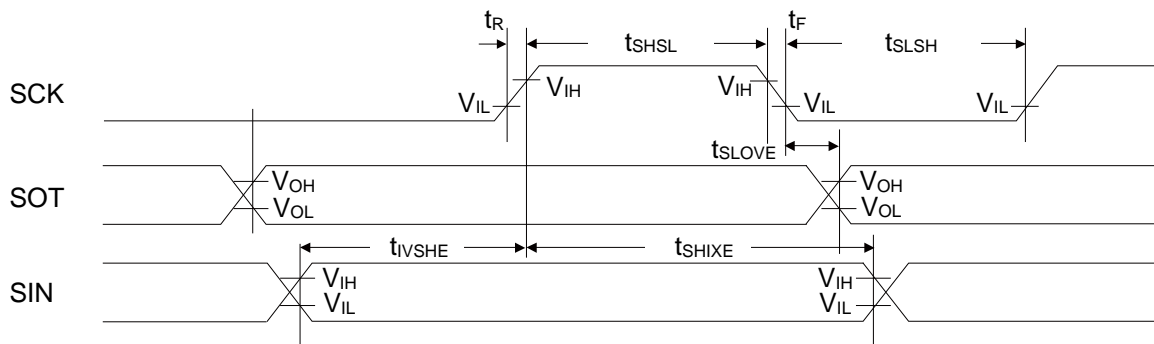 tR tF
tSHSL tSLSH
SCK VIL VIH VIH VIL VIL
tSLOVE
SOT VOH VOH
VOL VOL
tIVSHE tSHIXE
SIN VIH VIH
VIL VIL